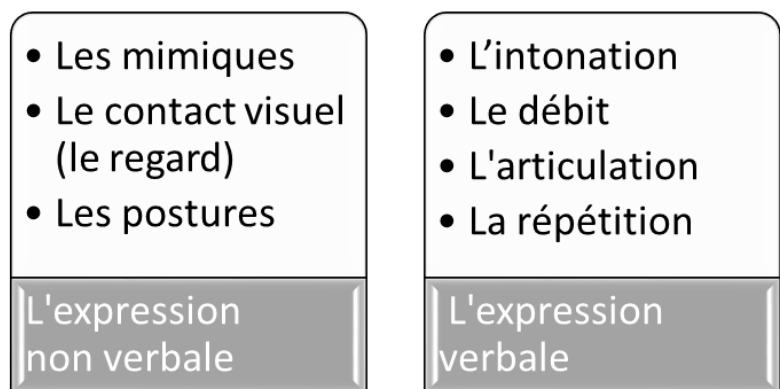 • Les mimiques
• Le contact visuel
(le regard)
• Les postures
L'expression
non verbale
• L’intonation
• Le débit
• L'articulation
• La répétition
L'expression
verbale